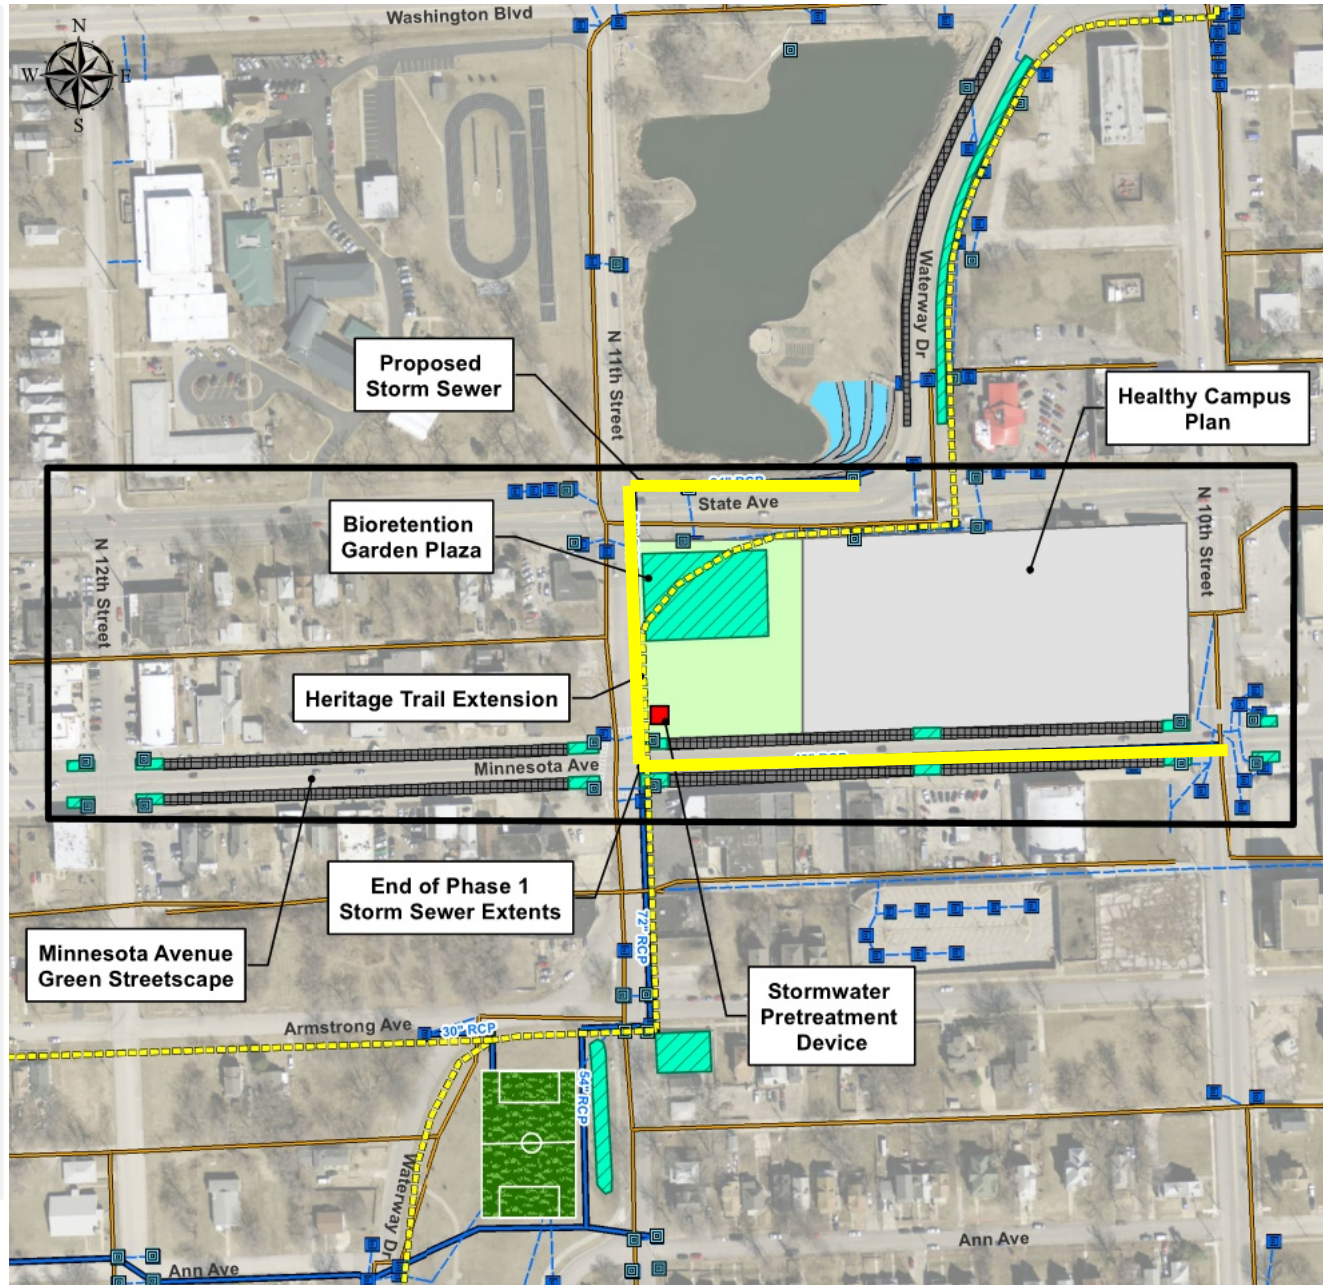 Washington Blvd
N
W
E
S
Waterway Dr
N 11th Street
Proposed
Storm Sewer
Healthy Campus
Plan
RCP
State Ave
N 10th Street
Bioretention
Garden Plaza
N 12th Street
Heritage Trail Extension
Minnesota Ave
End of Phase 1
Storm Sewer Extents
72" RCP
Minnesota Avenue
Green Streetscape
Stormwater
Pretreatment
Device
Armstrong Ave
30" RCP
54" RCP
Waterway Dr
Ann Ave
Ann Ave